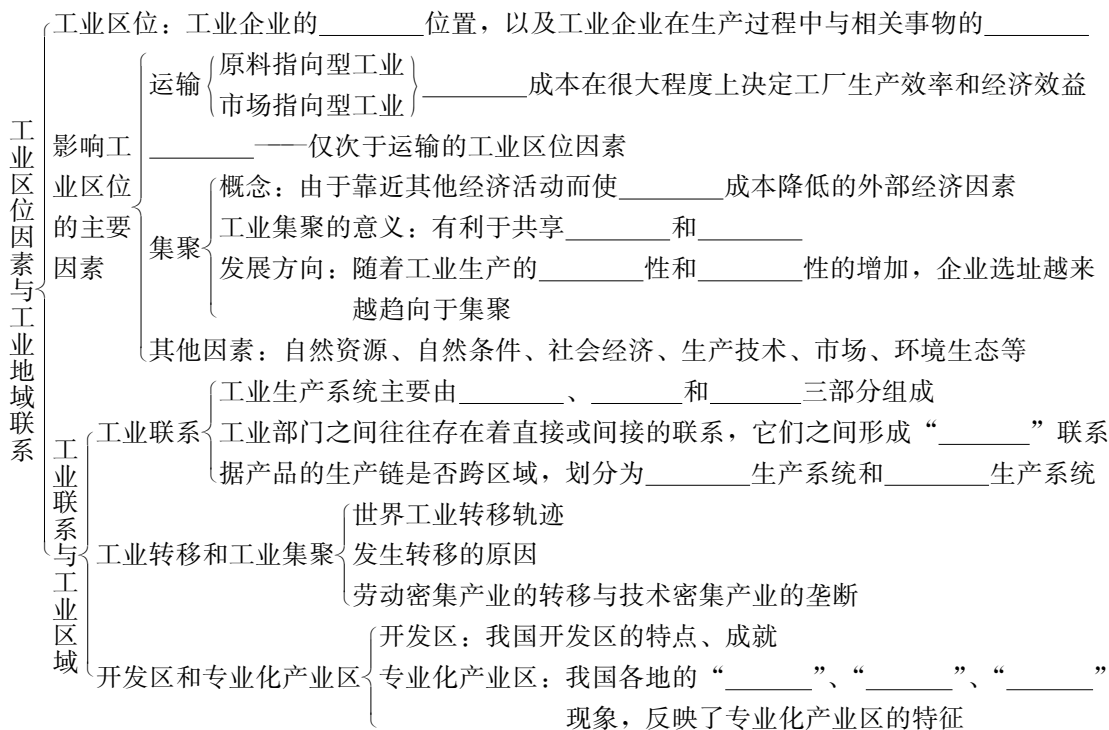 工业区位因素与工业地域联系
工业区位：工业企业的________位置，以及工业企业在生产过程中与相关事物的________
影响工业区位的主要因素
运输
原料指向型工业
市场指向型工业
________成本在很大程度上决定工厂生产效率和经济效益
________——仅次于运输的工业区位因素
集聚
概念：由于靠近其他经济活动而使________成本降低的外部经济因素
工业集聚的意义：有利于共享________和________
发展方向：随着工业生产的________性和________性的增加，企业选址越来
越趋向于集聚
其他因素：自然资源、自然条件、社会经济、生产技术、市场、环境生态等
工业联系与工业区域
工业联系
工业生产系统主要由________、_______和_______三部分组成
工业部门之间往往存在着直接或间接的联系，它们之间形成“_______”联系
据产品的生产链是否跨区域，划分为________生产系统和________生产系统
工业转移和工业集聚
世界工业转移轨迹
发生转移的原因
劳动密集产业的转移与技术密集产业的垄断
开发区和专业化产业区
开发区：我国开发区的特点、成就
专业化产业区：我国各地的“_______”、“_______”、“_______”
现象，反映了专业化产业区的特征